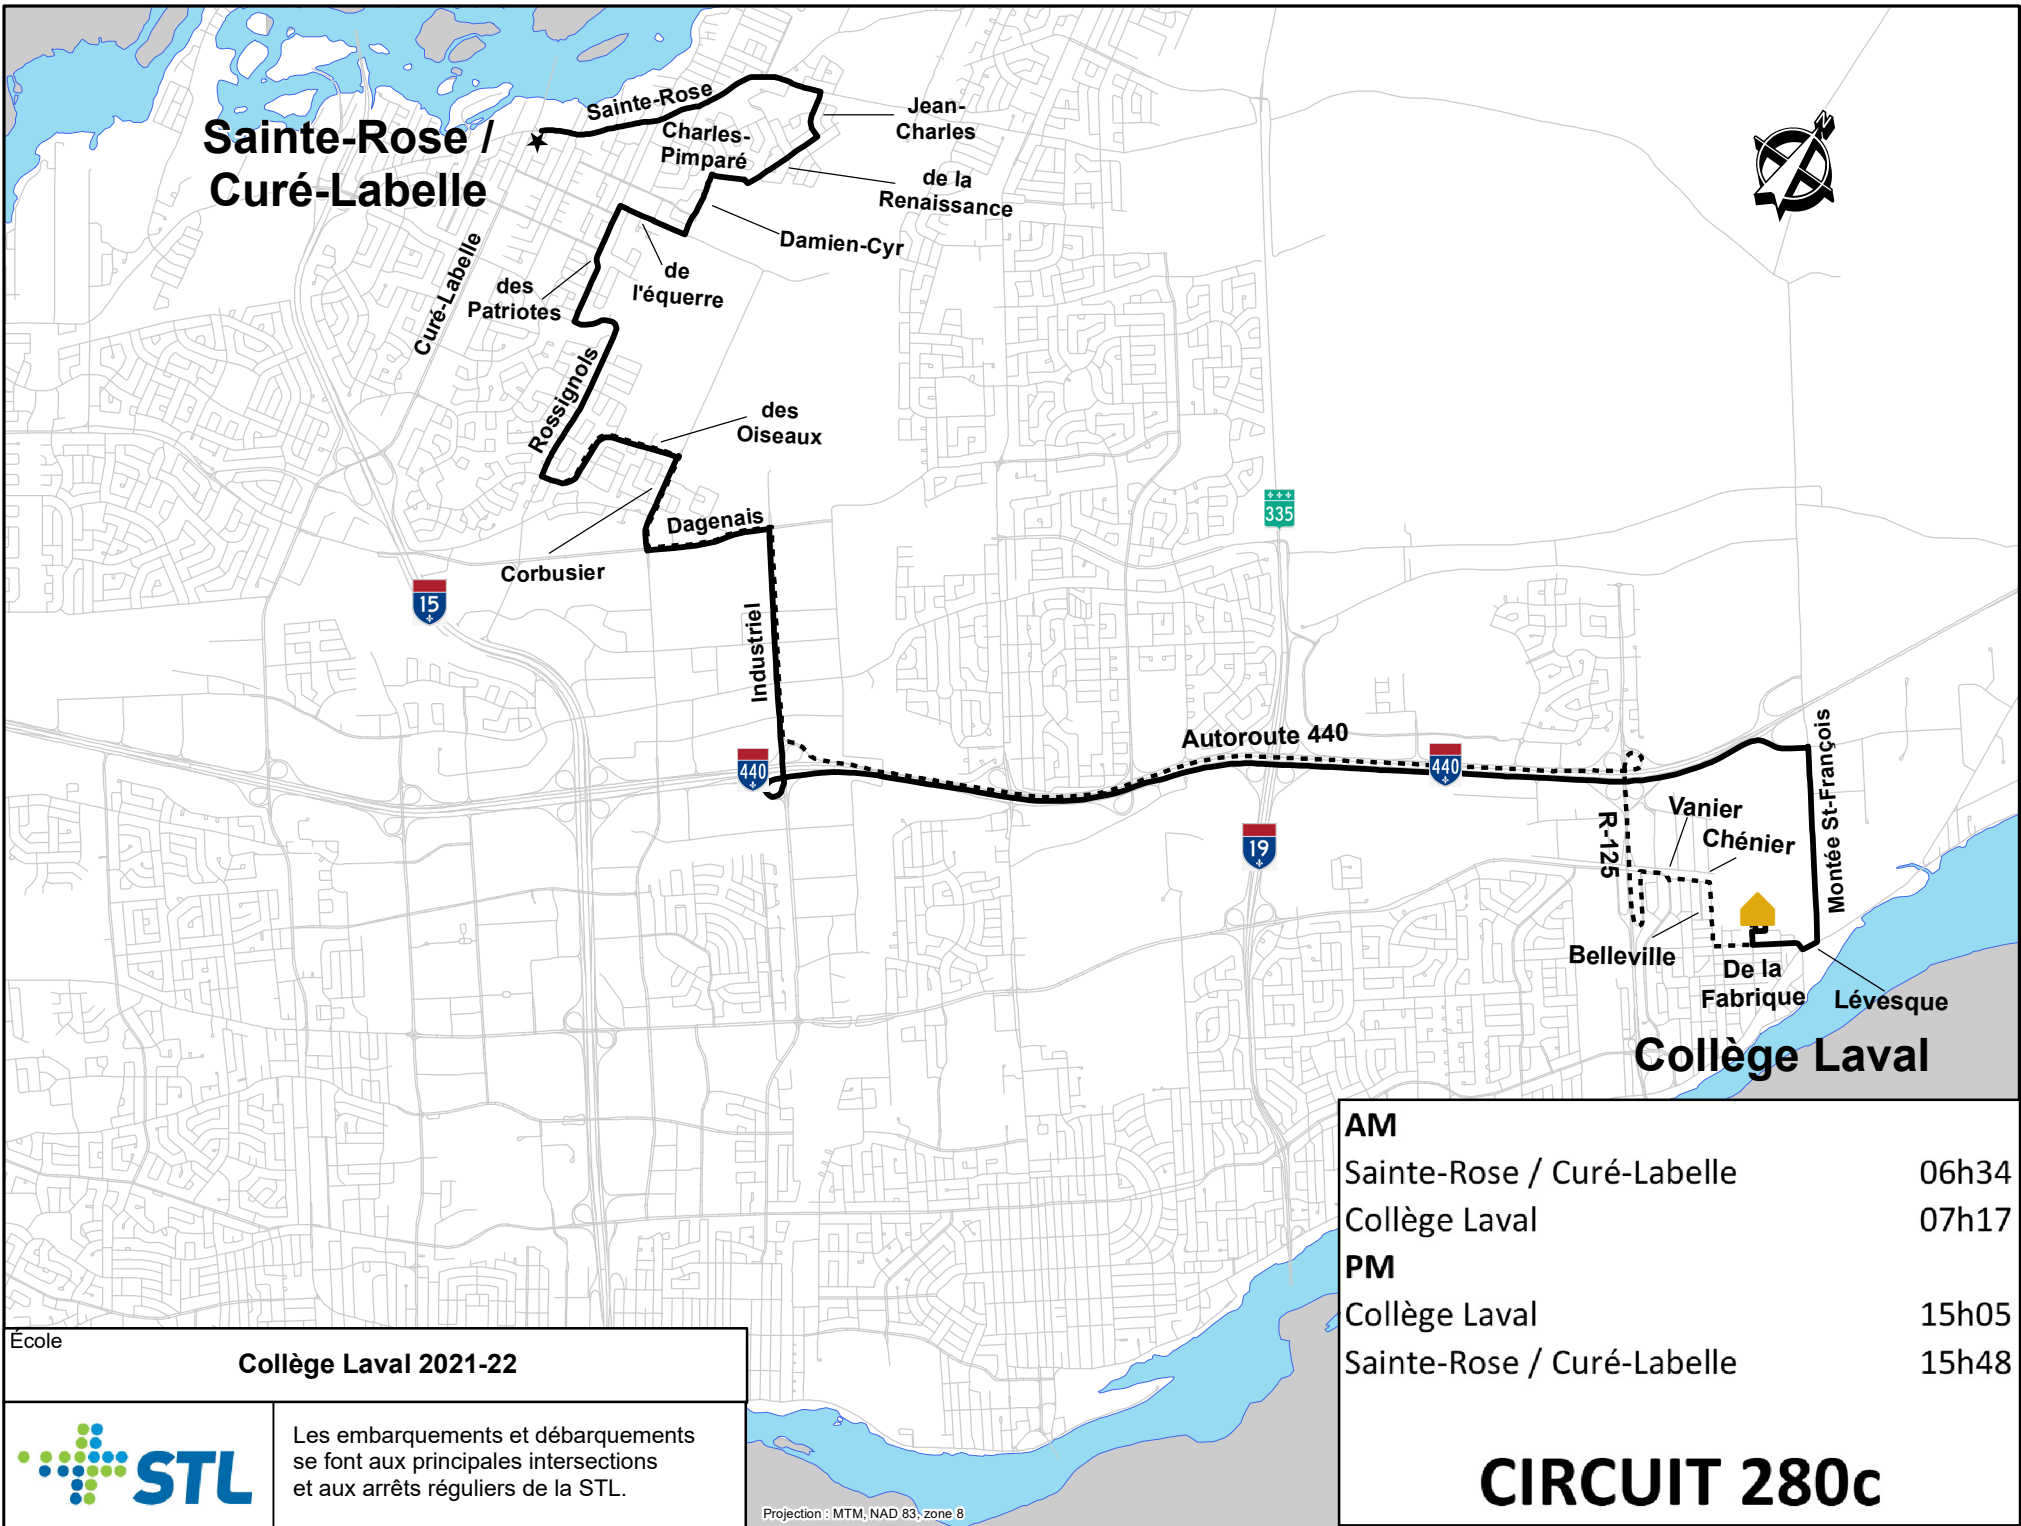 Sainte-Rose /
Curé-Labelle
Sainte-Rose
Jean-
Charles
Charles-
Pimparé
de la
Renaissance
Damien-Cyr
de
l'équerre
des
Patriotes
Curé-Labelle
Rossignols
des
Oiseaux
Dagenais
Corbusier
N
335
15
Industriel
Autoroute 440
440
440
19
R-125
Vanier
Chénier
Montée St-François
Belleville
De la
Fabrique
Lévesque
Collège Laval
AM
Sainte-Rose / Curé-Labelle 06h34
Collège Laval 07h17
PM
Collège Laval 15h05
Sainte-Rose / Curé-Labelle 15h48
CIRCUIT 280c
École
Collège Laval 2021-22
STL
Les embarquements et débarquements
se font aux principales intersections
et aux arrêts réguliers de la STL.
Projection : MTM, NAD 83, zone 8